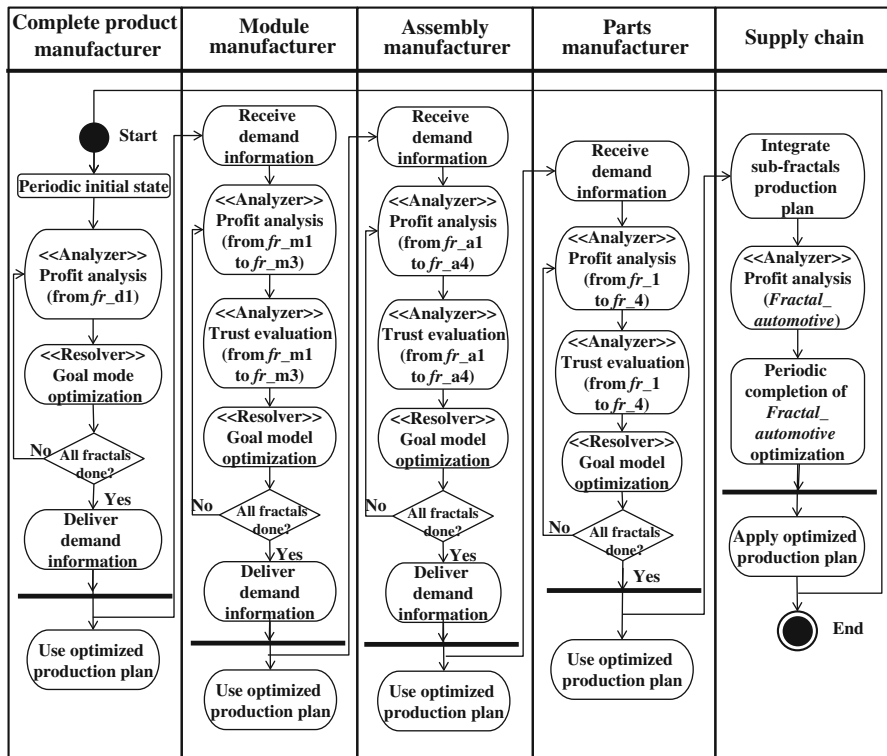 Complete product
manufacturer
Start
Periodic initial state
<<Analyzer>>
Profit analysis
(from fr_d1)
<<Resolver>>
Goal mode
optimization
No
All fractals
done?
Yes
Deliver
demand
information
Use optimized
production plan
Module
manufacturer
Receive
demand
information
<<Analyzer>>
Profit analysis
(from fr_m1
to fr_m3)
<<Analyzer>>
Trust evaluation
(from fr_m1
to fr_m3)
<<Resolver>>
Goal model
optimization
No
All fractals
done?
Yes
Deliver
demand
information
Use optimized
production plan
Assembly
manufacturer
Receive
demand
information
<<Analyzer>>
Profit analysis
(from fr_a1
to fr_a4)
<<Analyzer>>
Trust evaluation
(from fr_a1
to fr_a4)
<<Resolver>>
Goal model
optimization
No
All fractals
done?
Yes
Deliver
demand
information
Use optimized
production plan
Parts
manufacturer
Receive
demand
information
<<Analyzer>>
Profit analysis
(from fr_1
to fr_4)
<<Analyzer>>
Trust evaluation
(from fr_1
to fr_4)
<<Resolver>>
Goal model
optimization
No
All fractals
done?
Yes
Use optimized
production plan
Supply chain
Integrate
sub-fractals
production
plan
<<Analyzer>>
Profit analysis
(Fractal_
automotive)
Periodic
completion of
Fractal_
automotive
optimization
Apply optimized
production plan
End